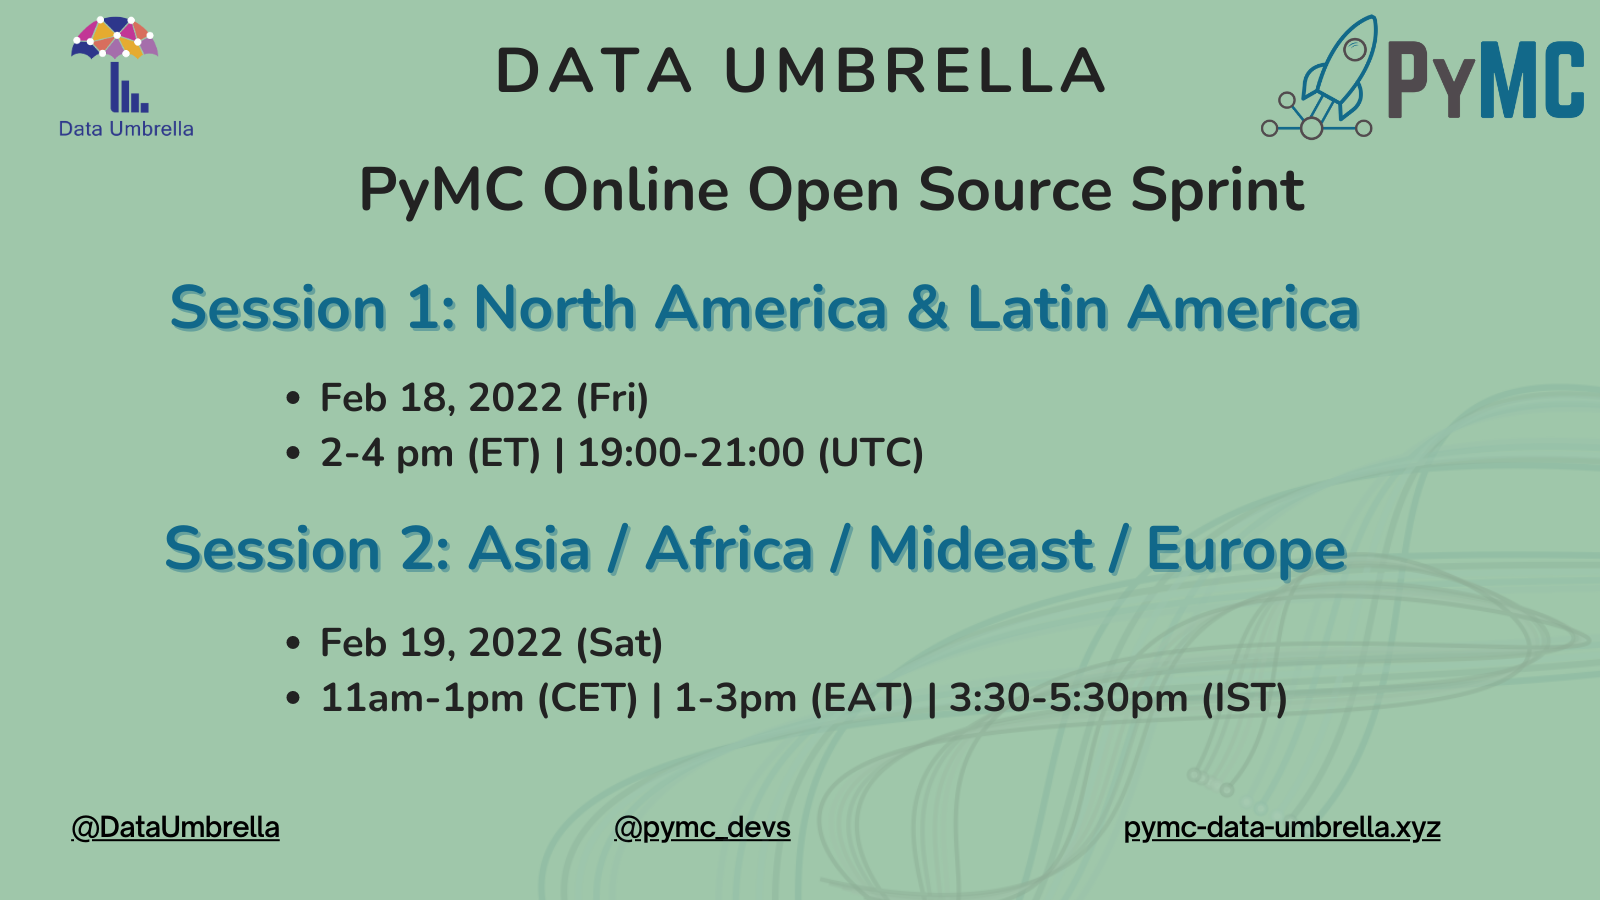 Data Umbrella
DATA UMBRELLA
PyMC
PyMC Online Open Source Sprint
Session 1: North America & Latin America
• Feb 18, 2022 (Fri)
• 2-4 pm (ET) | 19:00-21:00 (UTC)
Session 2: Asia / Africa / Mideast / Europe
• Feb 19, 2022 (Sat)
• 11am-1pm (CET) | 1-3pm (EAT) | 3:30-5:30pm (IST)
@DataUmbrella
@pymc_devs
pymc-data-umbrella.xyz